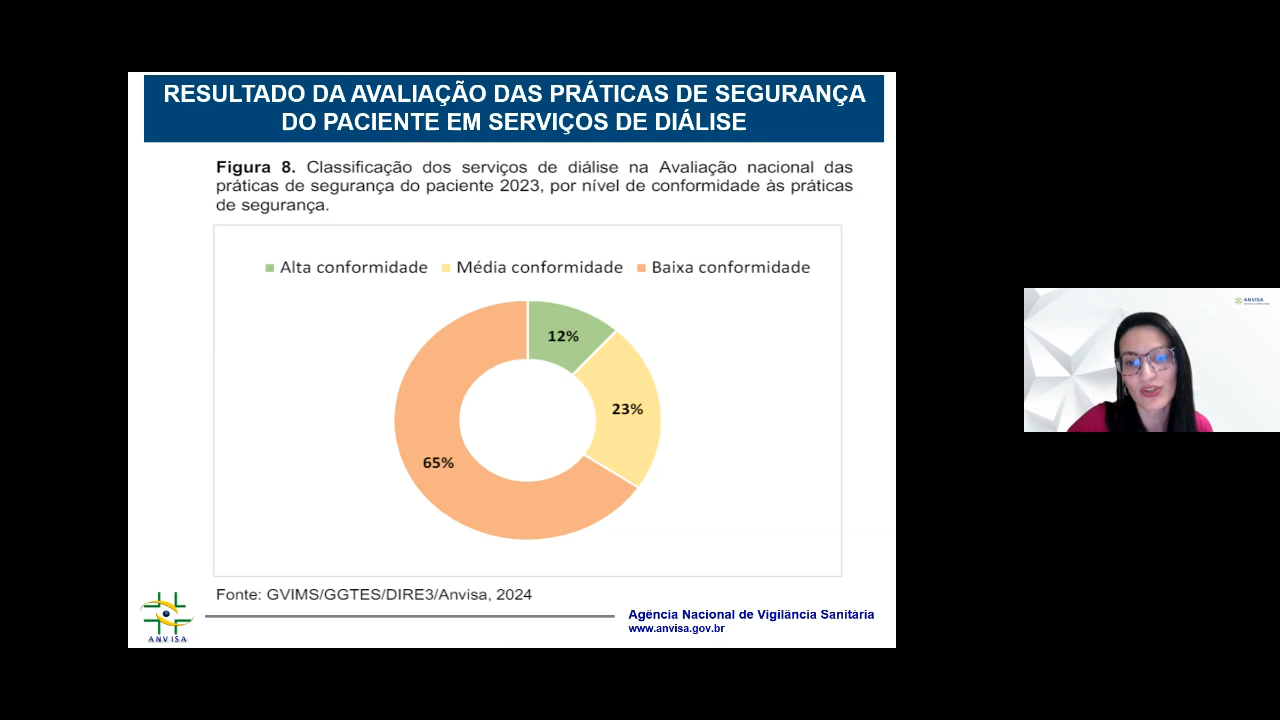 RESULTADO DA AVALIAÇÃO DAS PRÁTICAS DE SEGURANÇA
DO PACIENTE EM SERVIÇOS DE DIÁLISE
Figura 8. Classificação dos serviços de diálise na Avaliação nacional das
práticas de segurança do paciente 2023, por nível de conformidade às práticas
de segurança.
Alta conformidade Média conformidade Baixa conformidade
12%
23%
65%
Fonte: GVIMS/GGTES/DIRE3/Anvisa, 2024
ANVISA
Agência Nacional de Vigilância Sanitária
www.anvisa.gov.br
ANVISA